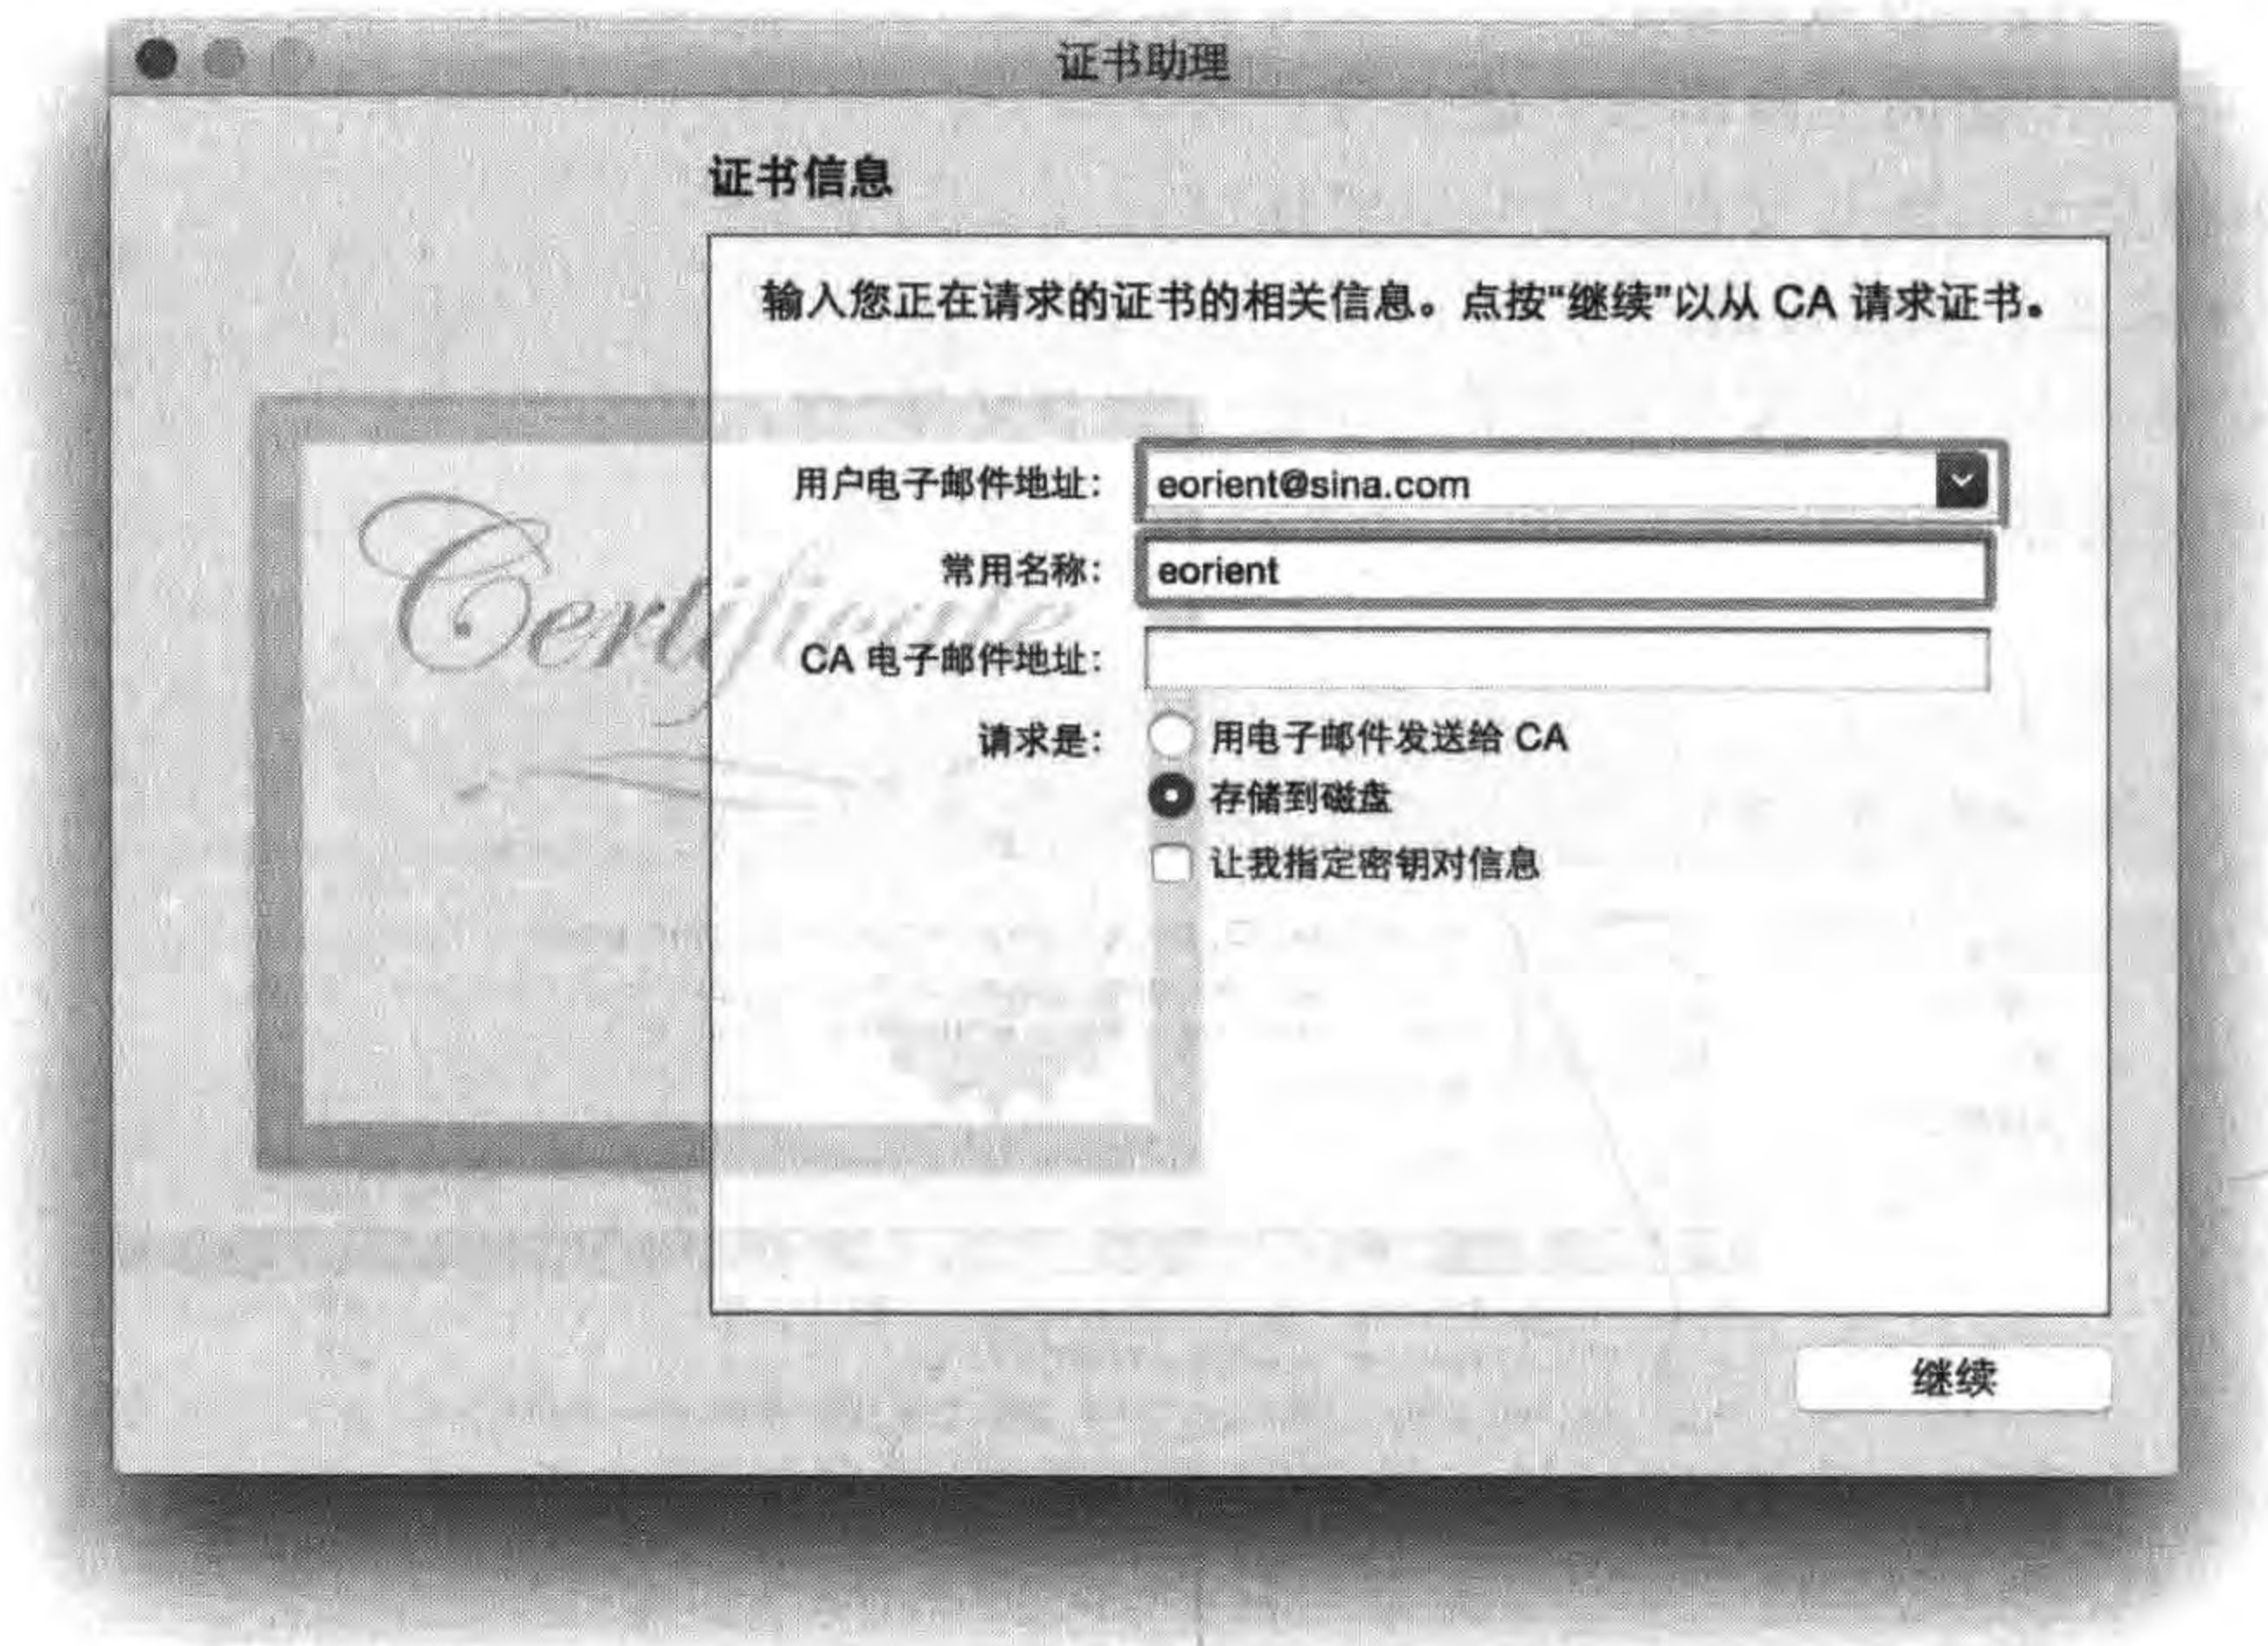 证书助理
证书信息
输入您正在请求的证书的相关信息。点按“继续”以从 CA 请求证书。
Certificate
用户电子邮件地址: eorient@sina.com
常用名称: eorient
CA 电子邮件地址:
请求是: 用电子邮件发送给 CA
存储到磁盘
让我指定密钥对信息
继续